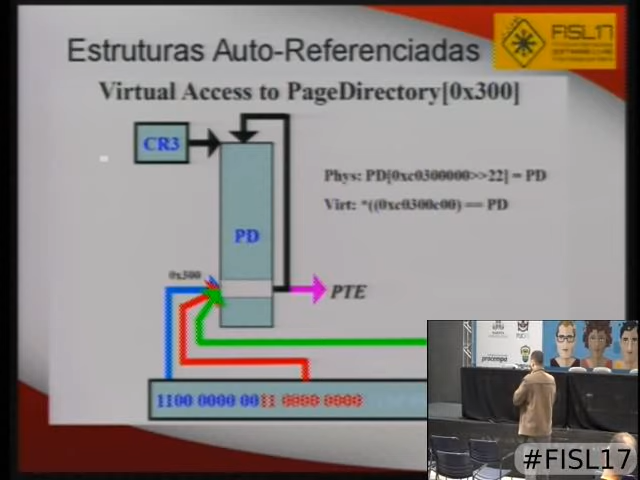 Estruturas Auto-Referenciadas
FISL17
Virtual Access to PageDirectory[0x300]
CR3
Phys: PD[0xc0300000>>22] = PD
Virt: *((0xc0300c00) == PD
PD
0x300
PTE
1100 0000 0011 0000 0000
procempa
#FISL17